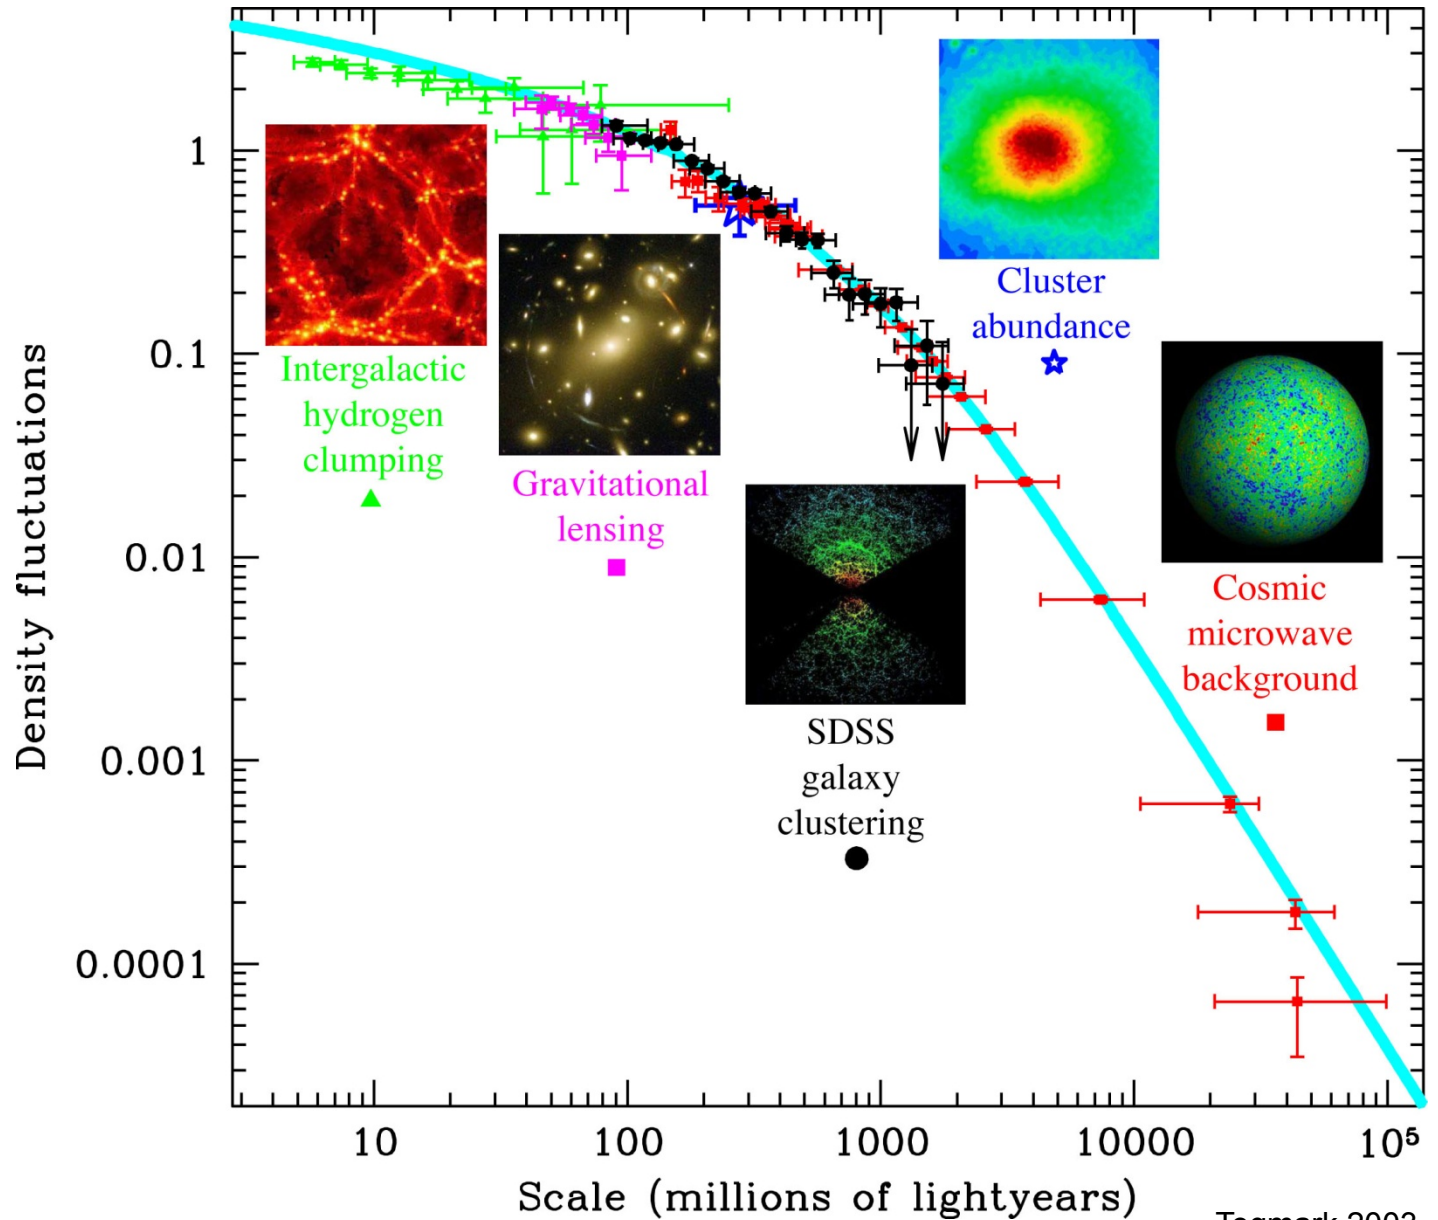 Density fluctuations
1
0.1
0.01
0.001
0.0001
Intergalactic
hydrogen
clumping
Gravitational
lensing
SDSS
galaxy
clustering
Cluster
abundance
Cosmic
microwave
background
10
100
1000
10000
10⁵
Scale (millions of lightyears)